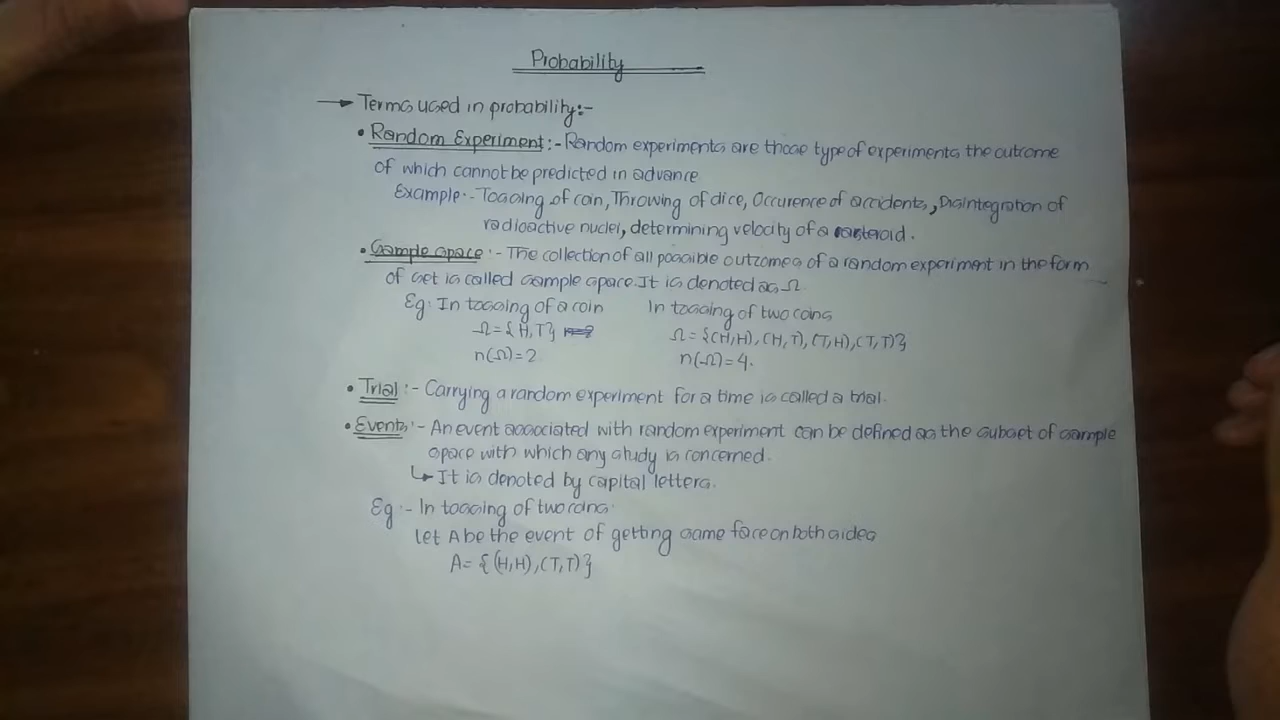 Probability
→ Terms used in probability:-
• Random Experiment:- Random experiments are those type of experiments the outcome
of which cannot be predicted in advance
Example:- Tossing of coin, Throwing of dice, Occurence of accidents, Disintegration of
radioactive nuclei, determining velocity of a asteroid.
• Sample space:- The collection of all possible outcomes of a random experiment in the form
of set is called sample space. It is denoted as Ω.
Eg: In tossing of a coin In tossing of two coins
Ω = {H,T} Ω = {(H,H), (H,T), (T,H), (T,T)}
n(Ω) = 2 n(Ω) = 4.
• Trial:- Carrying a random experiment for a time is called a trial.
• Events:- An event associated with random experiment can be defined as the subset of sample
space with which any study is concerned.
↳ It is denoted by capital letters.
Eg:- In tossing of two coins.
Let A be the event of getting same face on both sides
A = {(H,H), (T,T)}